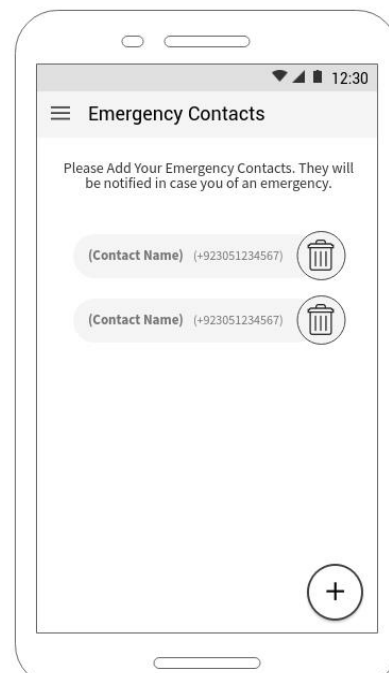 12:30
Emergency Contacts
Please Add Your Emergency Contacts. They will
be notified in case you of an emergency.
(Contact Name) (+923051234567)
(Contact Name) (+923051234567)
+